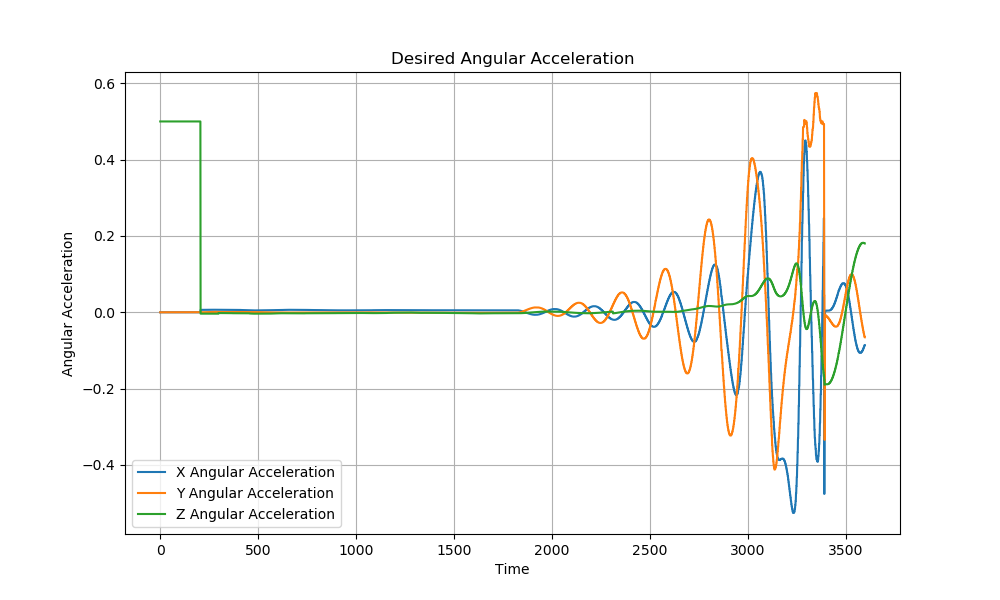 Desired Angular Acceleration
0.6
0.4
0.2
0.0
−0.2
−0.4
Angular Acceleration
X Angular Acceleration
Y Angular Acceleration
Z Angular Acceleration
0 500 1000 1500 2000 2500 3000 3500
Time